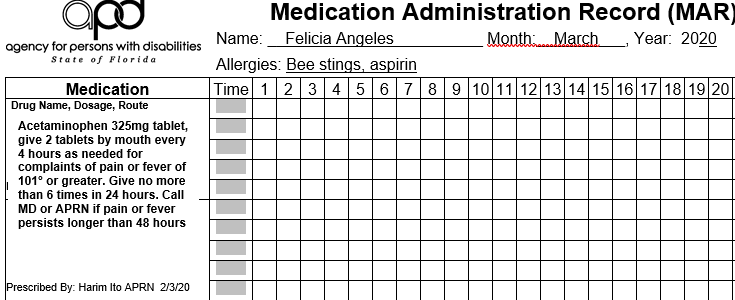 apd
Medication Administration Record (MAR)
agency for persons with disabilities
State of Florida
Name: Felicia Angeles Month: March, Year: 2020
Allergies: Bee stings, aspirin
Medication Time 1 2 3 4 5 6 7 8 9 10 11 12 13 14 15 16 17 18 19 20
Drug Name, Dosage, Route
Acetaminophen 325mg tablet,
give 2 tablets by mouth every
4 hours as needed for
complaints of pain or fever of
101° or greater. Give no more
than 6 times in 24 hours. Call
MD or APRN if pain or fever
persists longer than 48 hours
Prescribed By: Harim Ito APRN 2/3/20